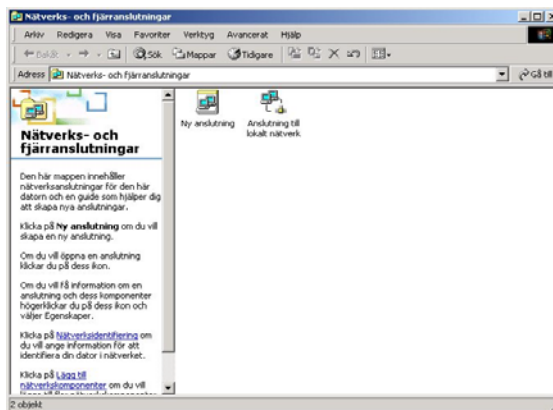 Nätverks- och fjärranslutningar
Arkiv Redigera Visa Favoriter Verktyg Avancerat Hjälp
Bakåt Sök Mappar Tidigare
Adress Nätverks- och fjärranslutningar Gå till
Nätverks- och
fjärranslutningar
Den här mappen innehåller
nätverksanslutningar för den här
datorn och en guide som hjälper dig
att skapa nya anslutningar.
Klicka på Ny anslutning om du vill
skapa en ny anslutning.
Om du vill öppna en anslutning
klickar du på dess ikon.
Om du vill få information om en
anslutning och dess komponenter
högerklickar du på dess ikon och
väljer Egenskaper.
Klicka på Nätverksidentifiering om
du vill ange information för att
identifiera din dator i nätverket.
Klicka på Lägg till
nätverkskomponenter om du vill
Ny anslutning
Anslutning till
lokalt nätverk
2 objekt